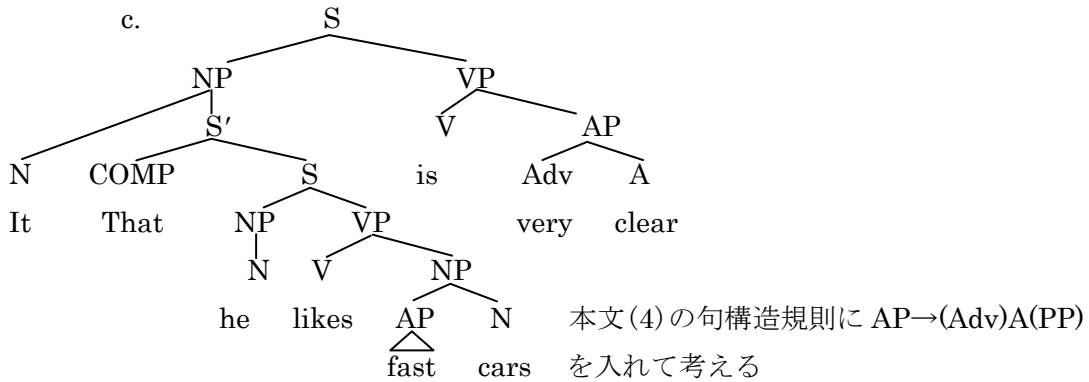 c. S
NP VP
S′ V AP
N COMP S is Adv A
It That NP VP very clear
N V NP
he likes AP N 本文(4)の句構造規則に AP→(Adv)A(PP)
fast cars を入れて考える